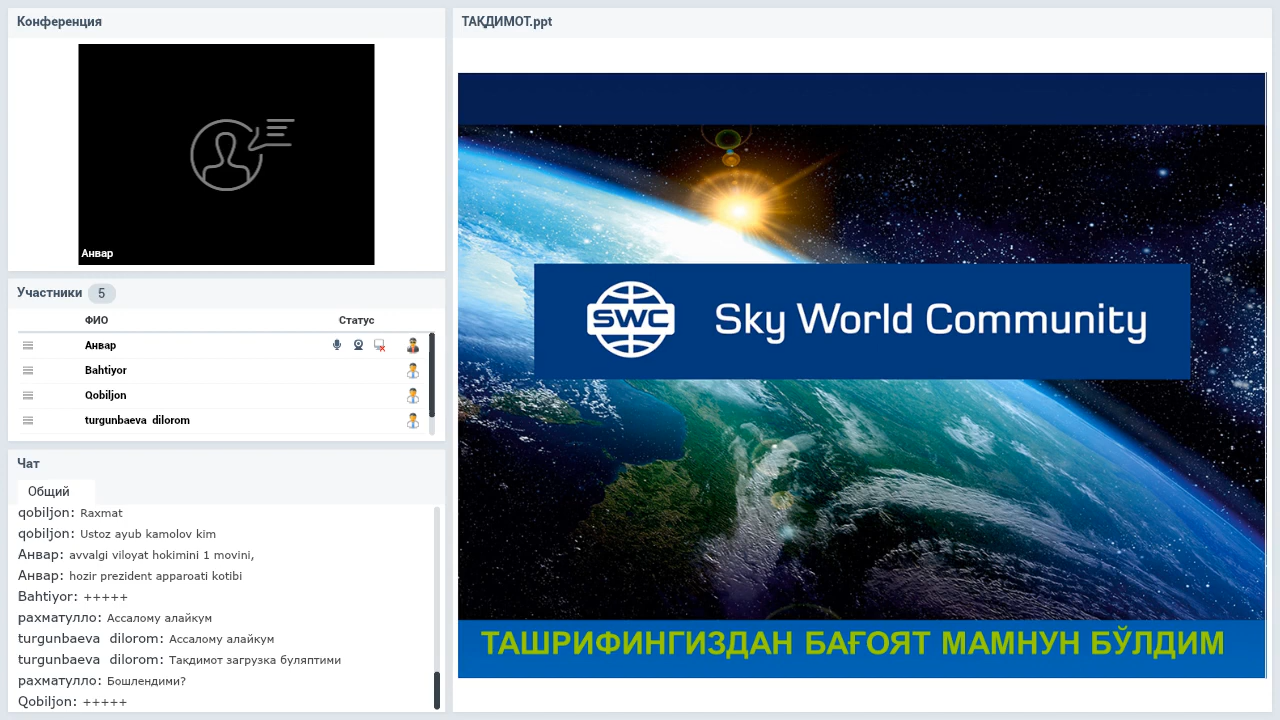 Конференция
Анвар
Участники 5
ФИО Статус
Анвар
Bahtiyor
Qobiljon
turgunbaeva dilorom
Чат
Общий
qobiljon: Raxmat
qobiljon: Ustoz ayub kamolov kim
Анвар: avvalgi viloyat hokimini 1 movini,
Анвар: hozir prezident apparoati kotibi
Bahtiyor: +++++
рахматулло: Ассалому алайкум
turgunbaeva dilorom: Ассалому алайкум
turgunbaeva dilorom: Такдимот загрузка буляптими
рахматулло: Бошлендими?
Qobiljon: +++++
ТАҚДИМОТ.ppt
SWC Sky World Community
ТАШРИФИНГИЗДАН БАҒОЯТ МАМНУН БЎЛДИМ